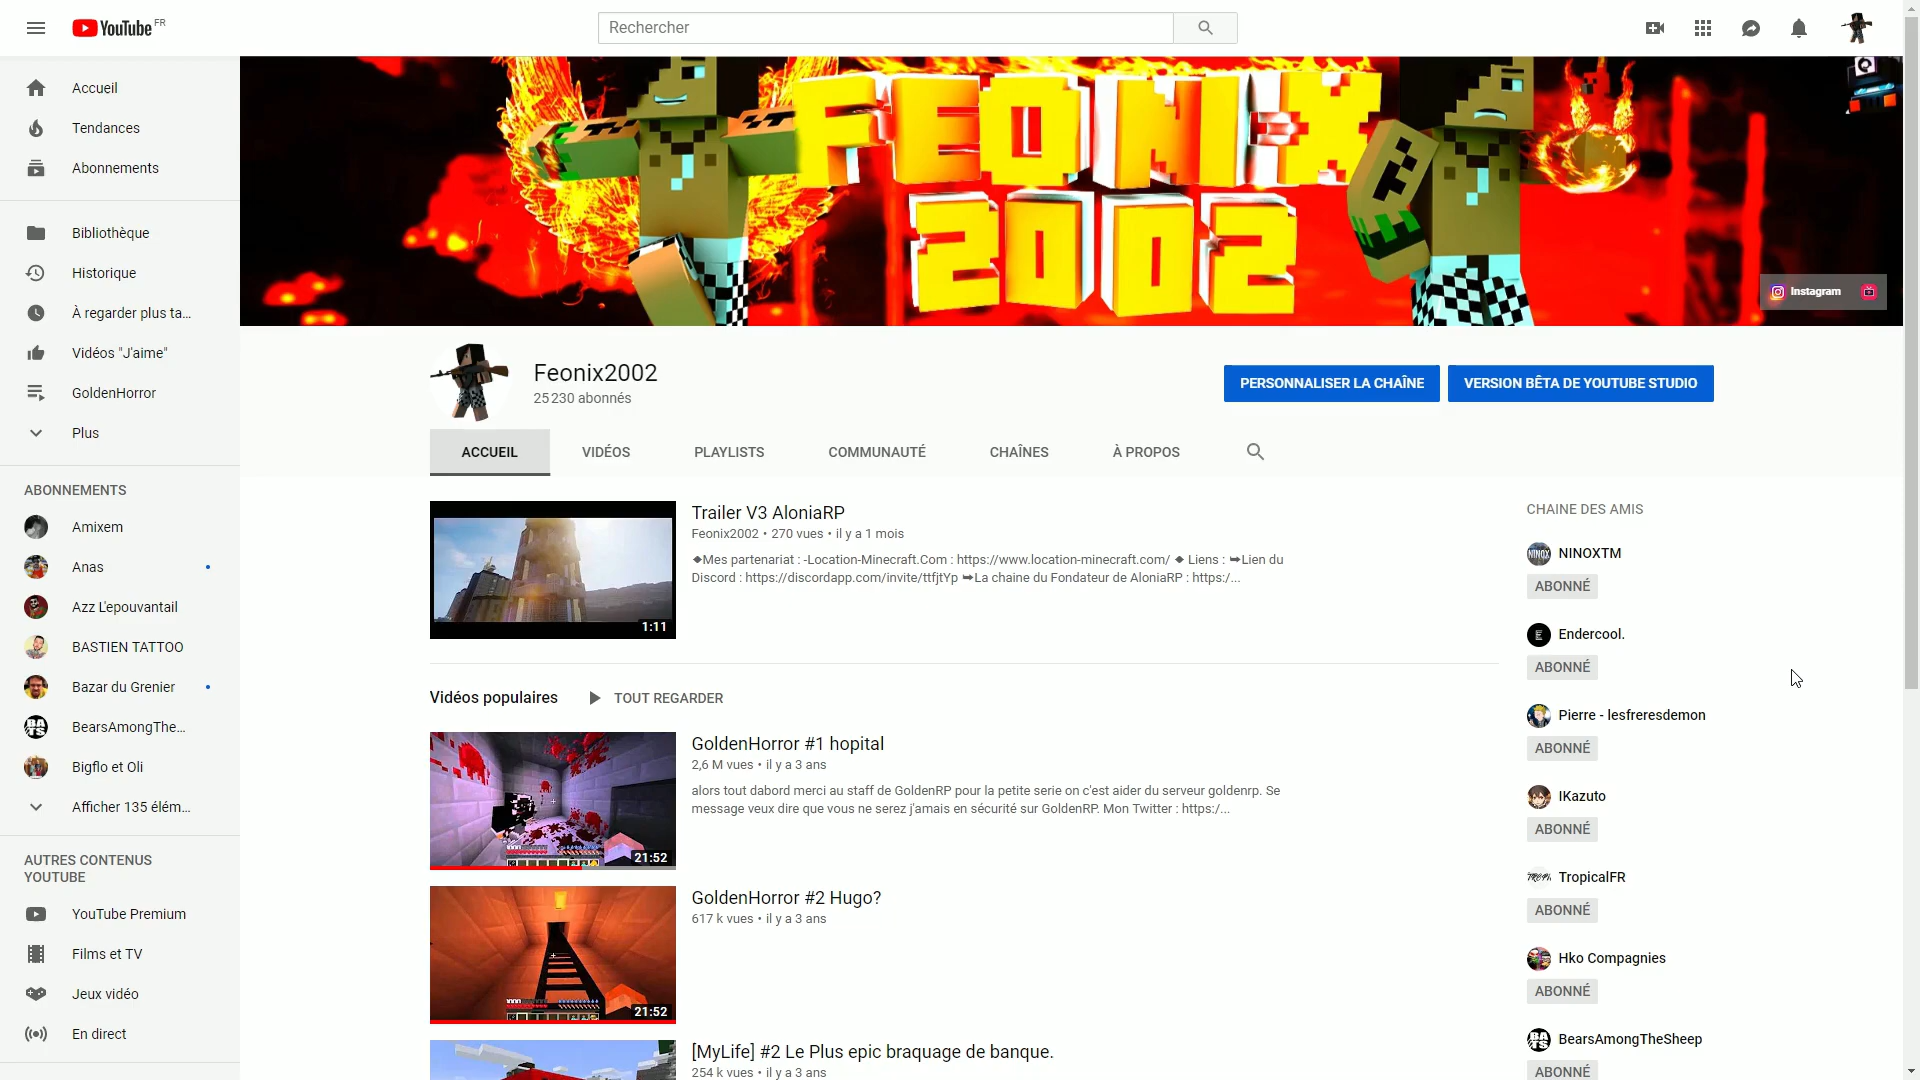 YouTube FR
Rechercher
Accueil
Tendances
Abonnements
Bibliothèque
Historique
À regarder plus ta...
Vidéos "J'aime"
GoldenHorror
Plus
ABONNEMENTS
Amixem
Anas
Azz L'epouvantail
BASTIEN TATTOO
Bazar du Grenier
BearsAmongThe...
Bigflo et Oli
Afficher 135 élém...
AUTRES CONTENUS
YOUTUBE
YouTube Premium
Films et TV
Jeux vidéo
En direct
FEONIX
2002
Instagram
Feonix2002
25 230 abonnés
PERSONNALISER LA CHAÎNE
VERSION BÊTA DE YOUTUBE STUDIO
ACCUEIL
VIDÉOS
PLAYLISTS
COMMUNAUTÉ
CHAÎNES
À PROPOS
Trailer V3 AloniaRP
Feonix2002 • 270 vues • il y a 1 mois
◆Mes partenariat : -Location-Minecraft.Com : https://www.location-minecraft.com/ ◆ Liens : ➥Lien du
Discord : https://discordapp.com/invite/ttfjtYp ➥La chaine du Fondateur de AloniaRP : https:/...
1:11
Vidéos populaires
TOUT REGARDER
GoldenHorror #1 hopital
2,6 M vues • il y a 3 ans
alors tout dabord merci au staff de GoldenRP pour la petite serie on c'est aider du serveur goldenrp. Se
message veux dire que vous ne serez j'amais en sécurité sur GoldenRP. Mon Twitter : https:/...
21:52
GoldenHorror #2 Hugo?
617 k vues • il y a 3 ans
21:52
[MyLife] #2 Le Plus epic braquage de banque.
254 k vues • il y a 3 ans
CHAINE DES AMIS
NINOXTM
ABONNÉ
Endercool.
ABONNÉ
Pierre - lesfreresdemon
ABONNÉ
IKazuto
ABONNÉ
TropicalFR
ABONNÉ
Hko Compagnies
ABONNÉ
BearsAmongTheSheep
ABONNÉ